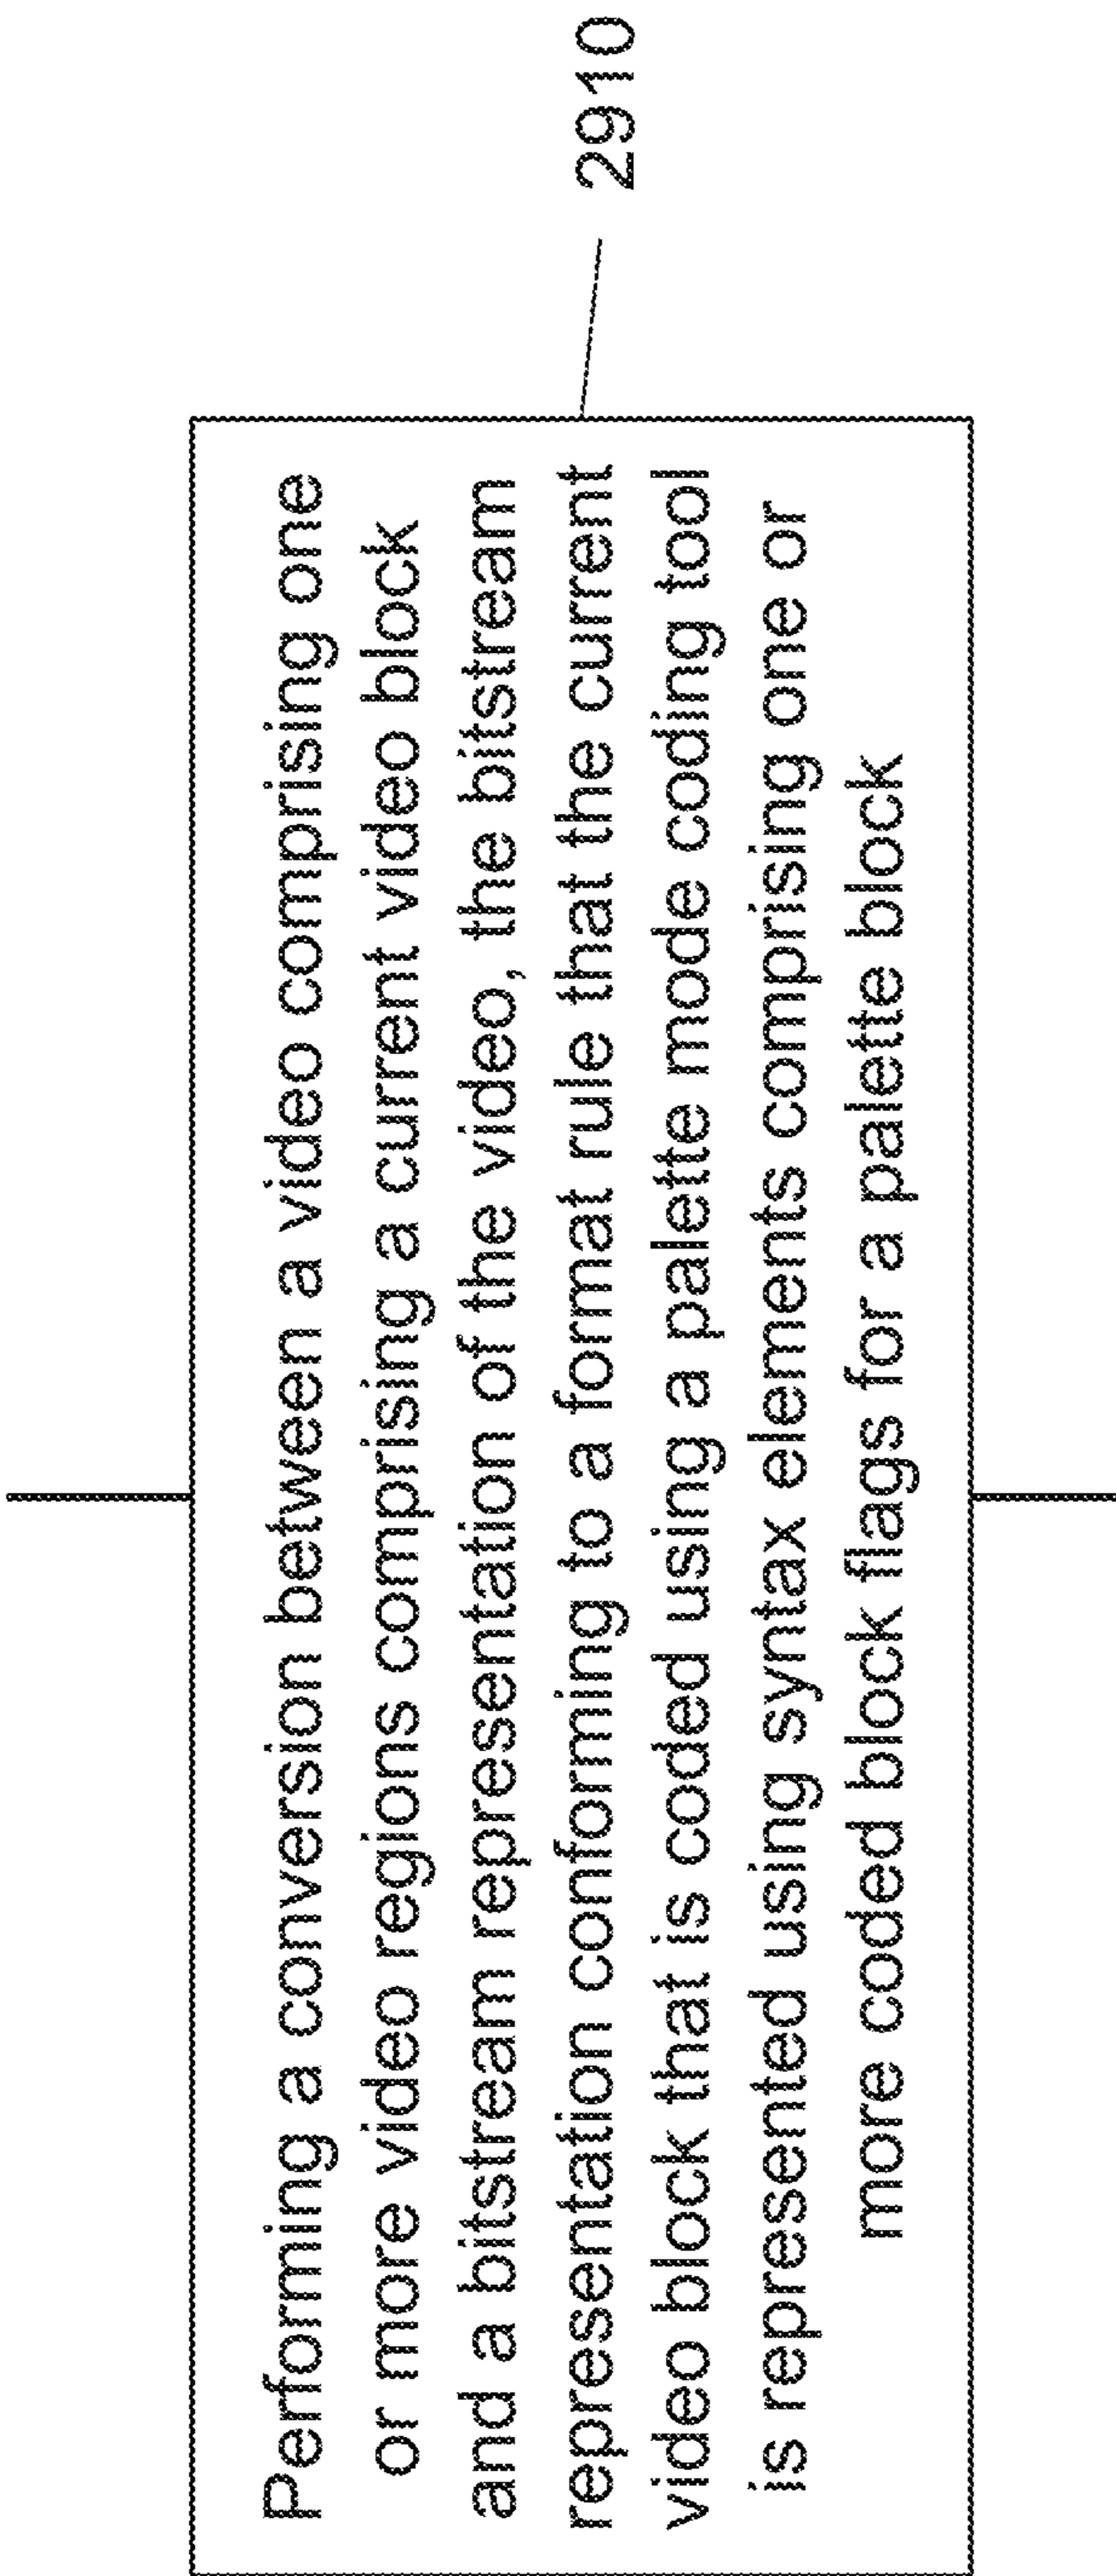 Performing a conversion between a video comprising one
or more video regions comprising a current video block
and a bitstream representation of the video, the bitstream
representation conforming to a format rule that the current
video block that is coded using a palette mode coding tool
is represented using syntax elements comprising one or
more coded block flags for a palette block
2910